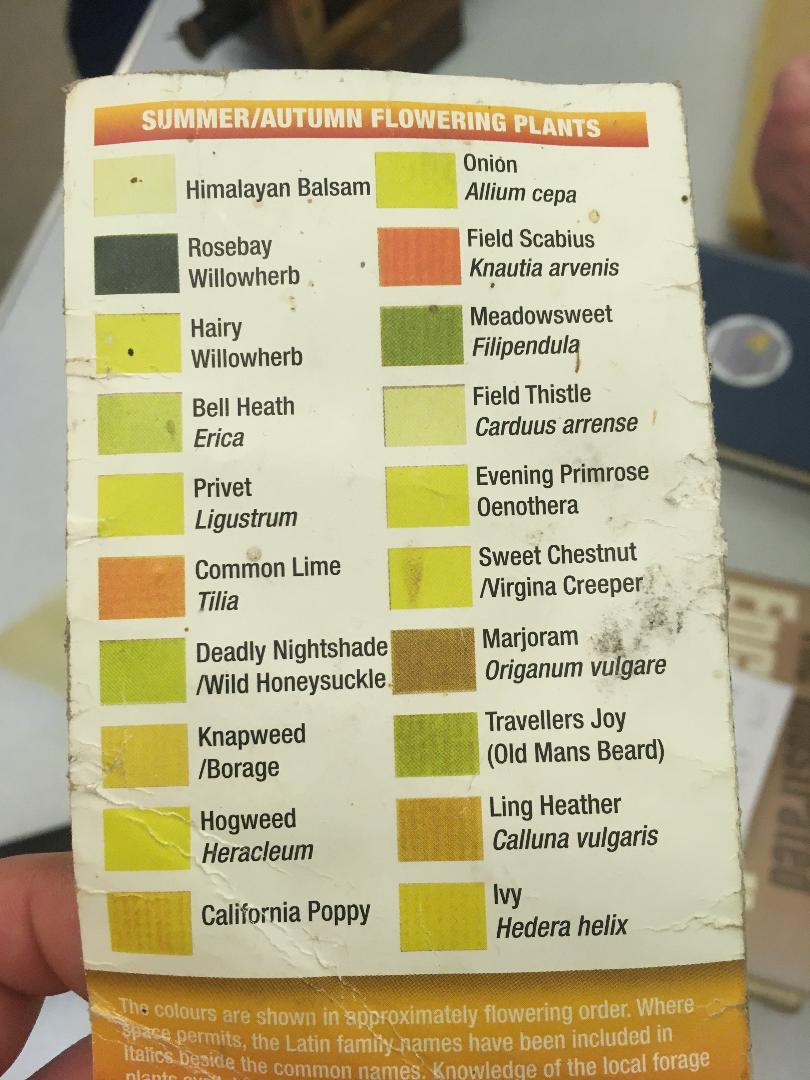 SUMMER/AUTUMN FLOWERING PLANTS
Himalayan Balsam
Rosebay
Willowherb
Hairy
Willowherb
Bell Heath
Erica
Privet
Ligustrum
Common Lime
Tilia
Deadly Nightshade
/Wild Honeysuckle
Knapweed
/Borage
Hogweed
Heracleum
California Poppy
Onion
Allium cepa
Field Scabius
Knautia arvenis
Meadowsweet
Filipendula
Field Thistle
Carduus arrense
Evening Primrose
Oenothera
Sweet Chestnut
/Virgina Creeper
Marjoram
Origanum vulgare
Travellers Joy
(Old Mans Beard)
Ling Heather
Calluna vulgaris
Ivy
Hedera helix
The colours are shown in approximately flowering order. Where
space permits, the Latin family names have been included in
Italics beside the common names. Knowledge of the local forage
plants